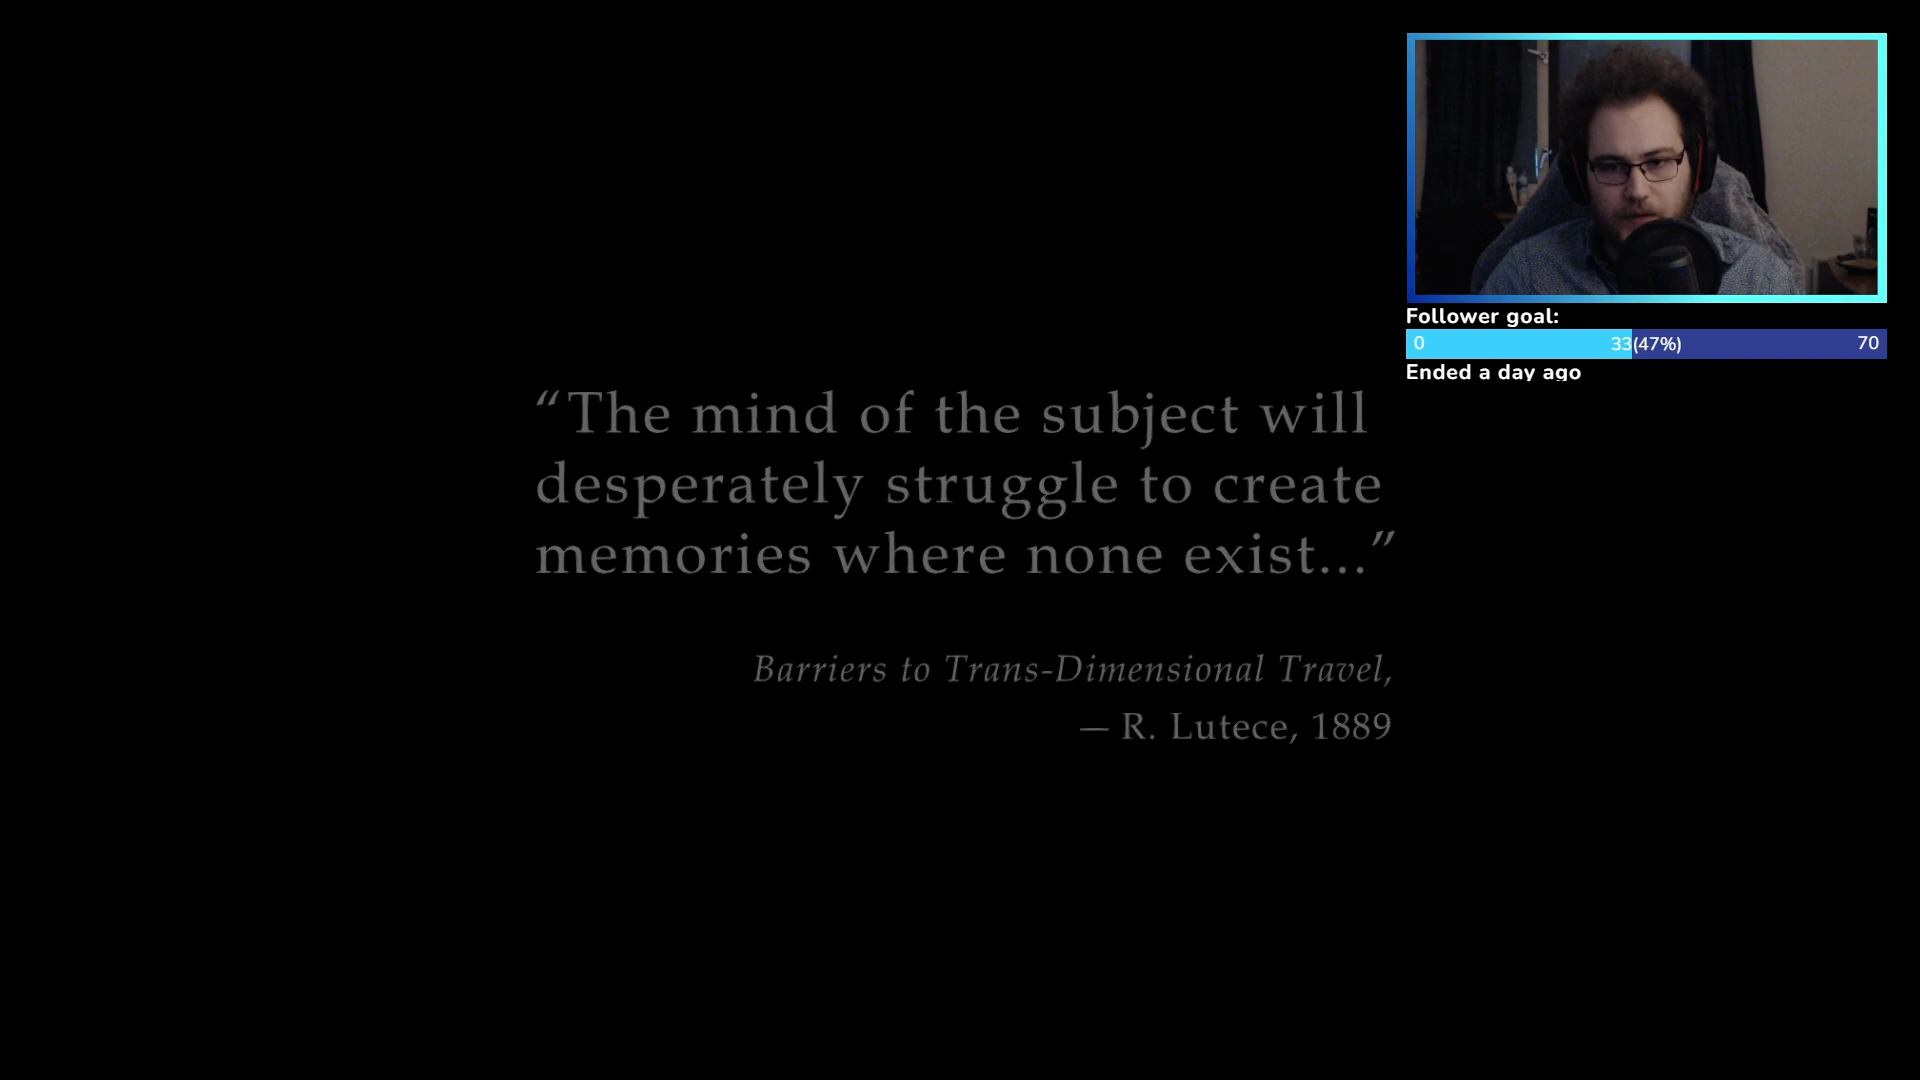 Follower goal:
0 33(47%) 70
Ended a day ago
“The mind of the subject will
desperately struggle to create
memories where none exist...”
Barriers to Trans-Dimensional Travel,
— R. Lutece, 1889